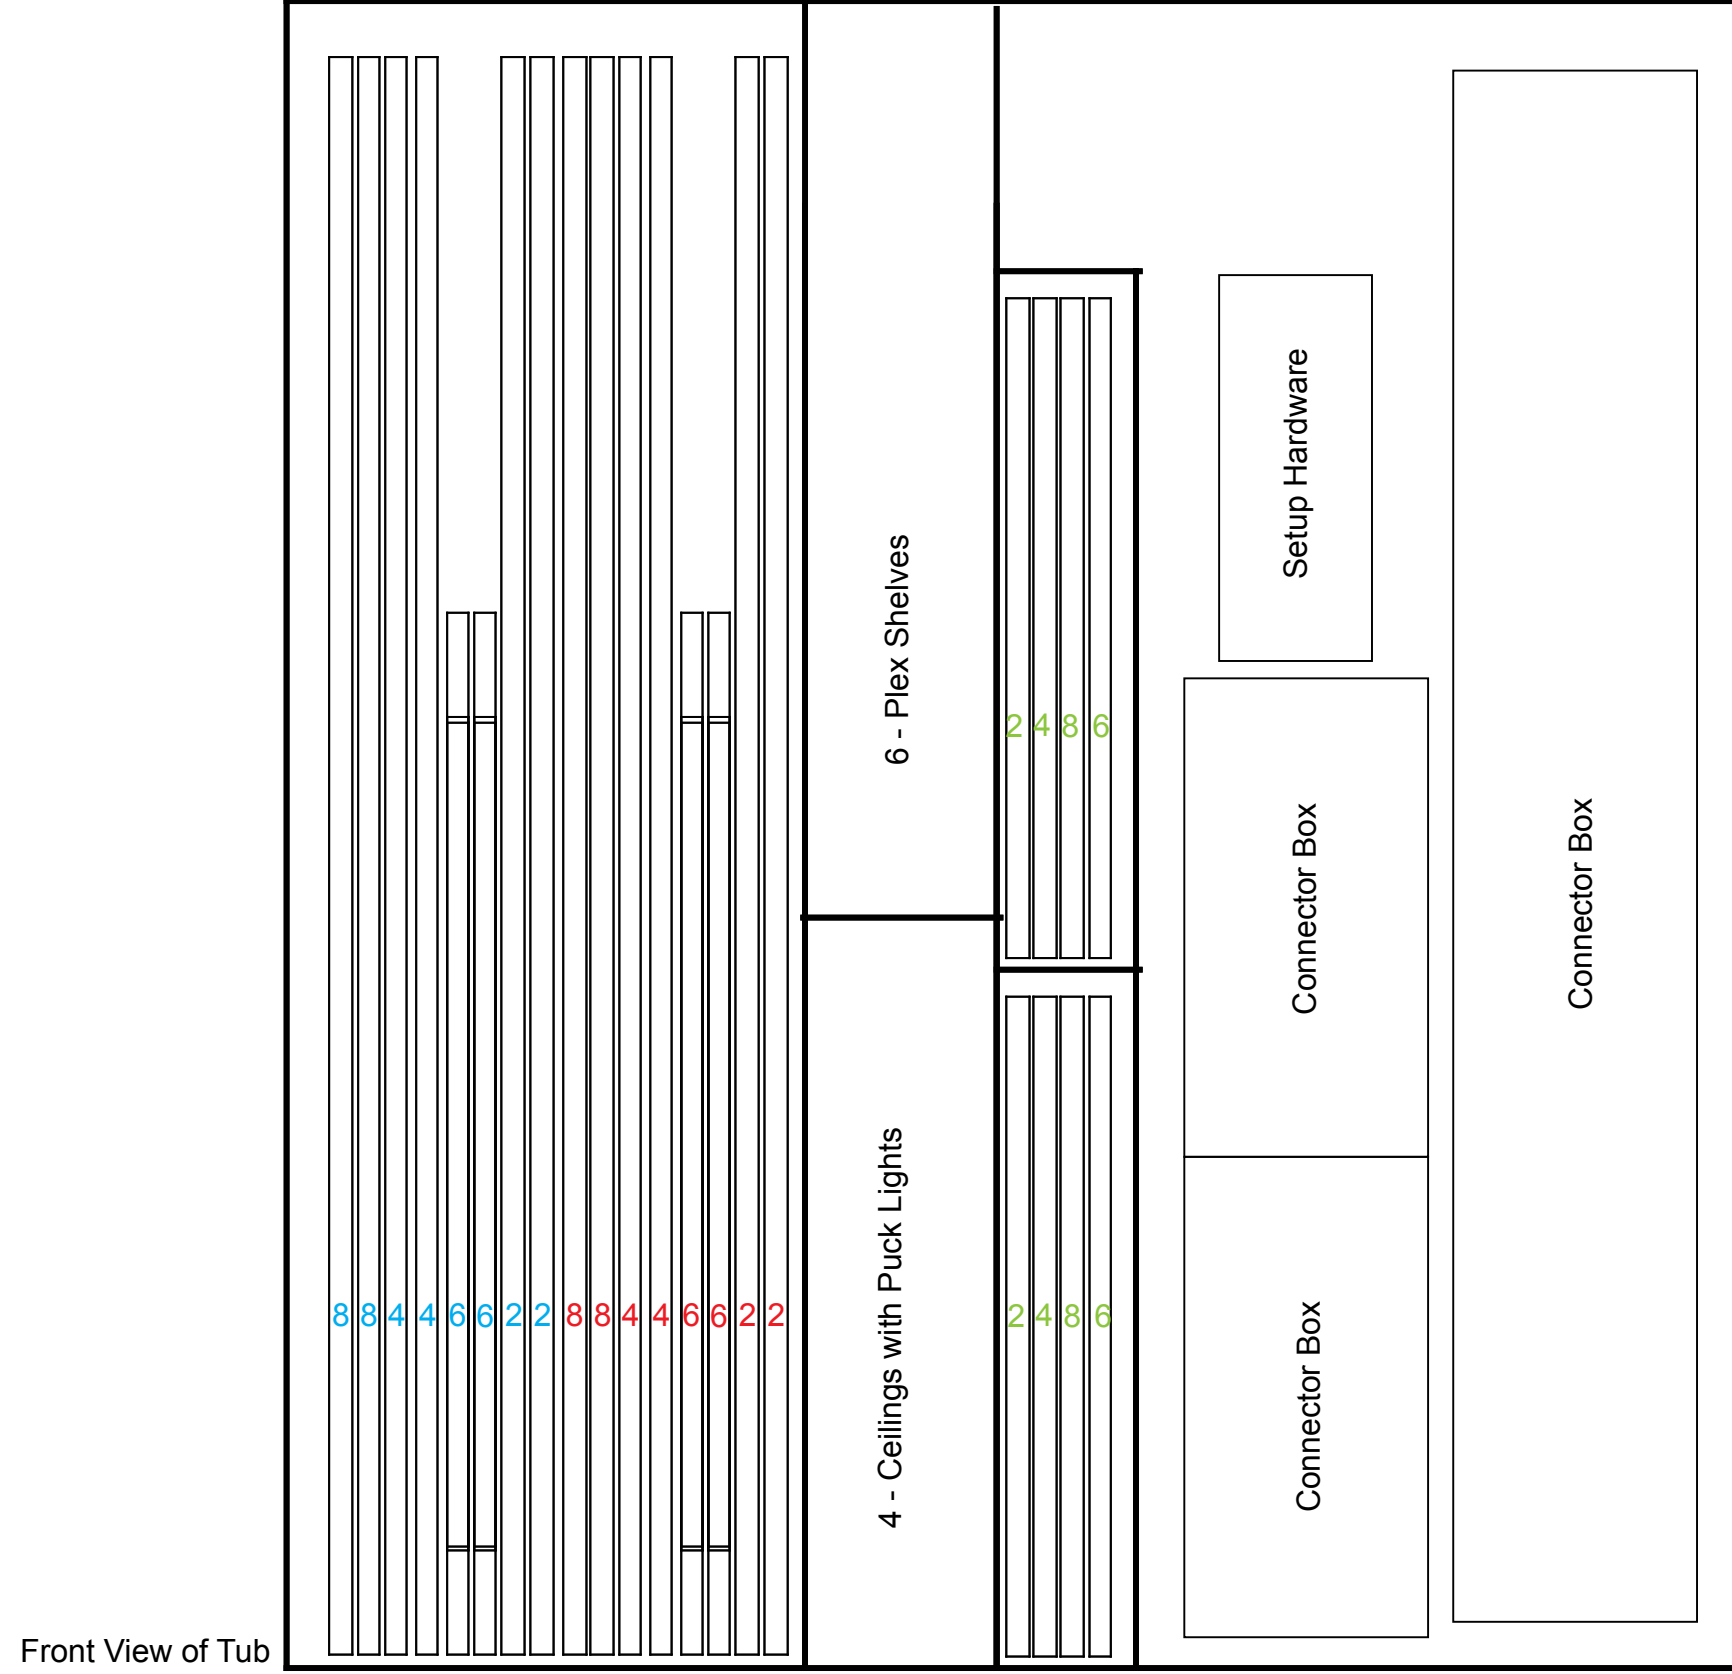 Setup Hardware
6 - Plex Shelves
2 4 8 6
Connector Box
Connector Box
4 - Ceilings with Puck Lights
8 8 4 4 6 6 2 2 8 8 4 4 6 6 2 2
2 4 8 6
Connector Box
Front View of Tub